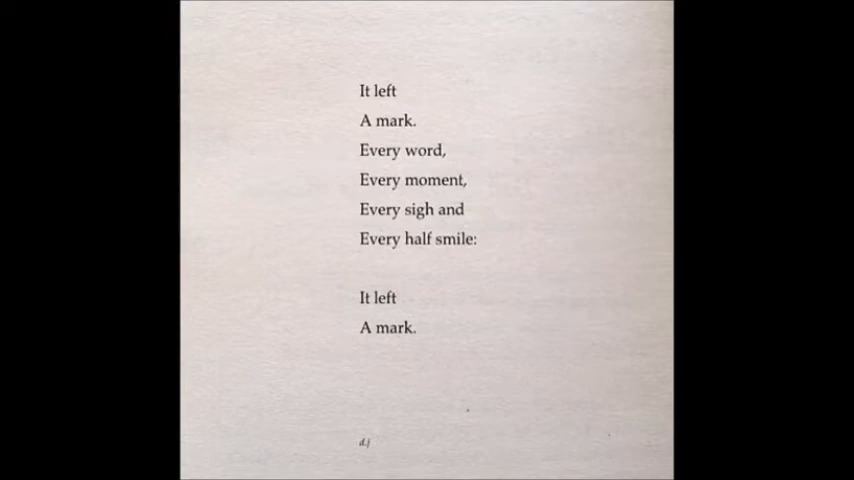 It left
A mark.
Every word,
Every moment,
Every sigh and
Every half smile:
It left
A mark.
d.j